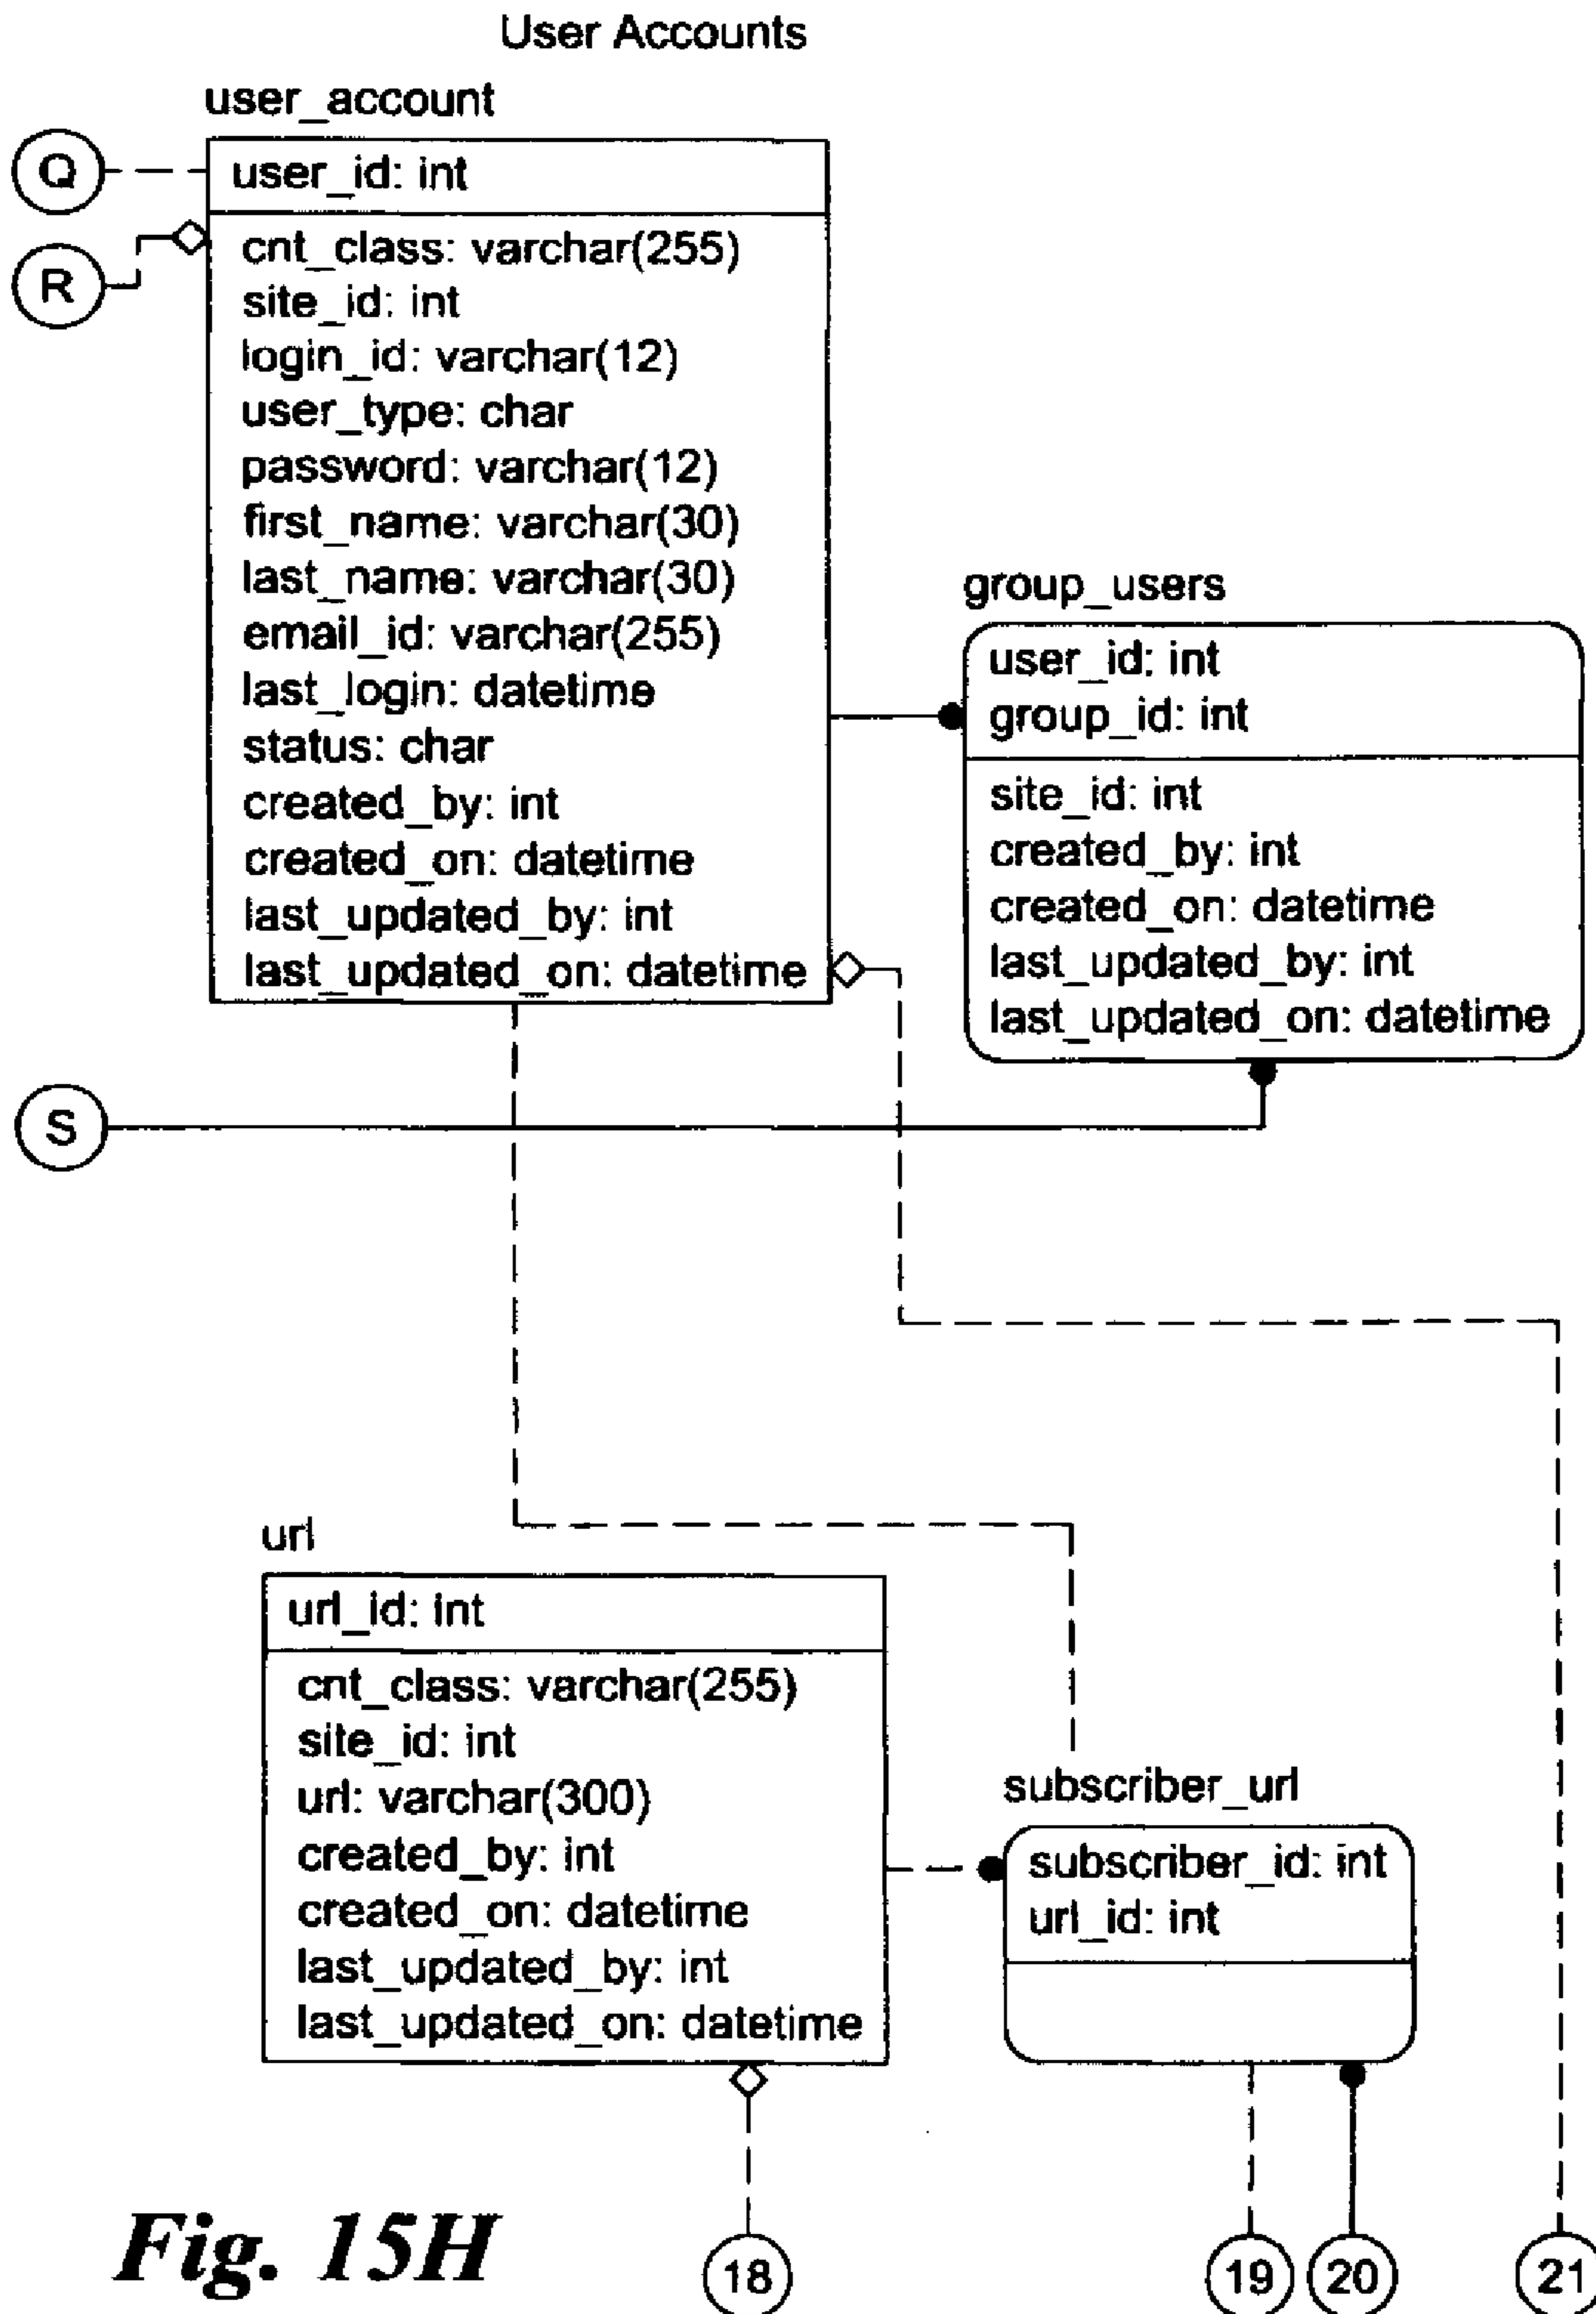 User Accounts
user_account
Q
user_id: int
R
cnt_class: varchar(255)
site_id: int
login_id: varchar(12)
user_type: char
password: varchar(12)
first_name: varchar(30)
last_name: varchar(30)
email_id: varchar(255)
last_login: datetime
status: char
created_by: int
created_on: datetime
last_updated_by: int
last_updated_on: datetime
group_users
user_id: int
group_id: int
site_id: int
created_by: int
created_on: datetime
last_updated_by: int
last_updated_on: datetime
S
url
url_id: int
cnt_class: varchar(255)
site_id: int
url: varchar(300)
created_by: int
created_on: datetime
last_updated_by: int
last_updated_on: datetime
subscriber_url
subscriber_id: int
url_id: int
Fig. 15H
18
19
20
21